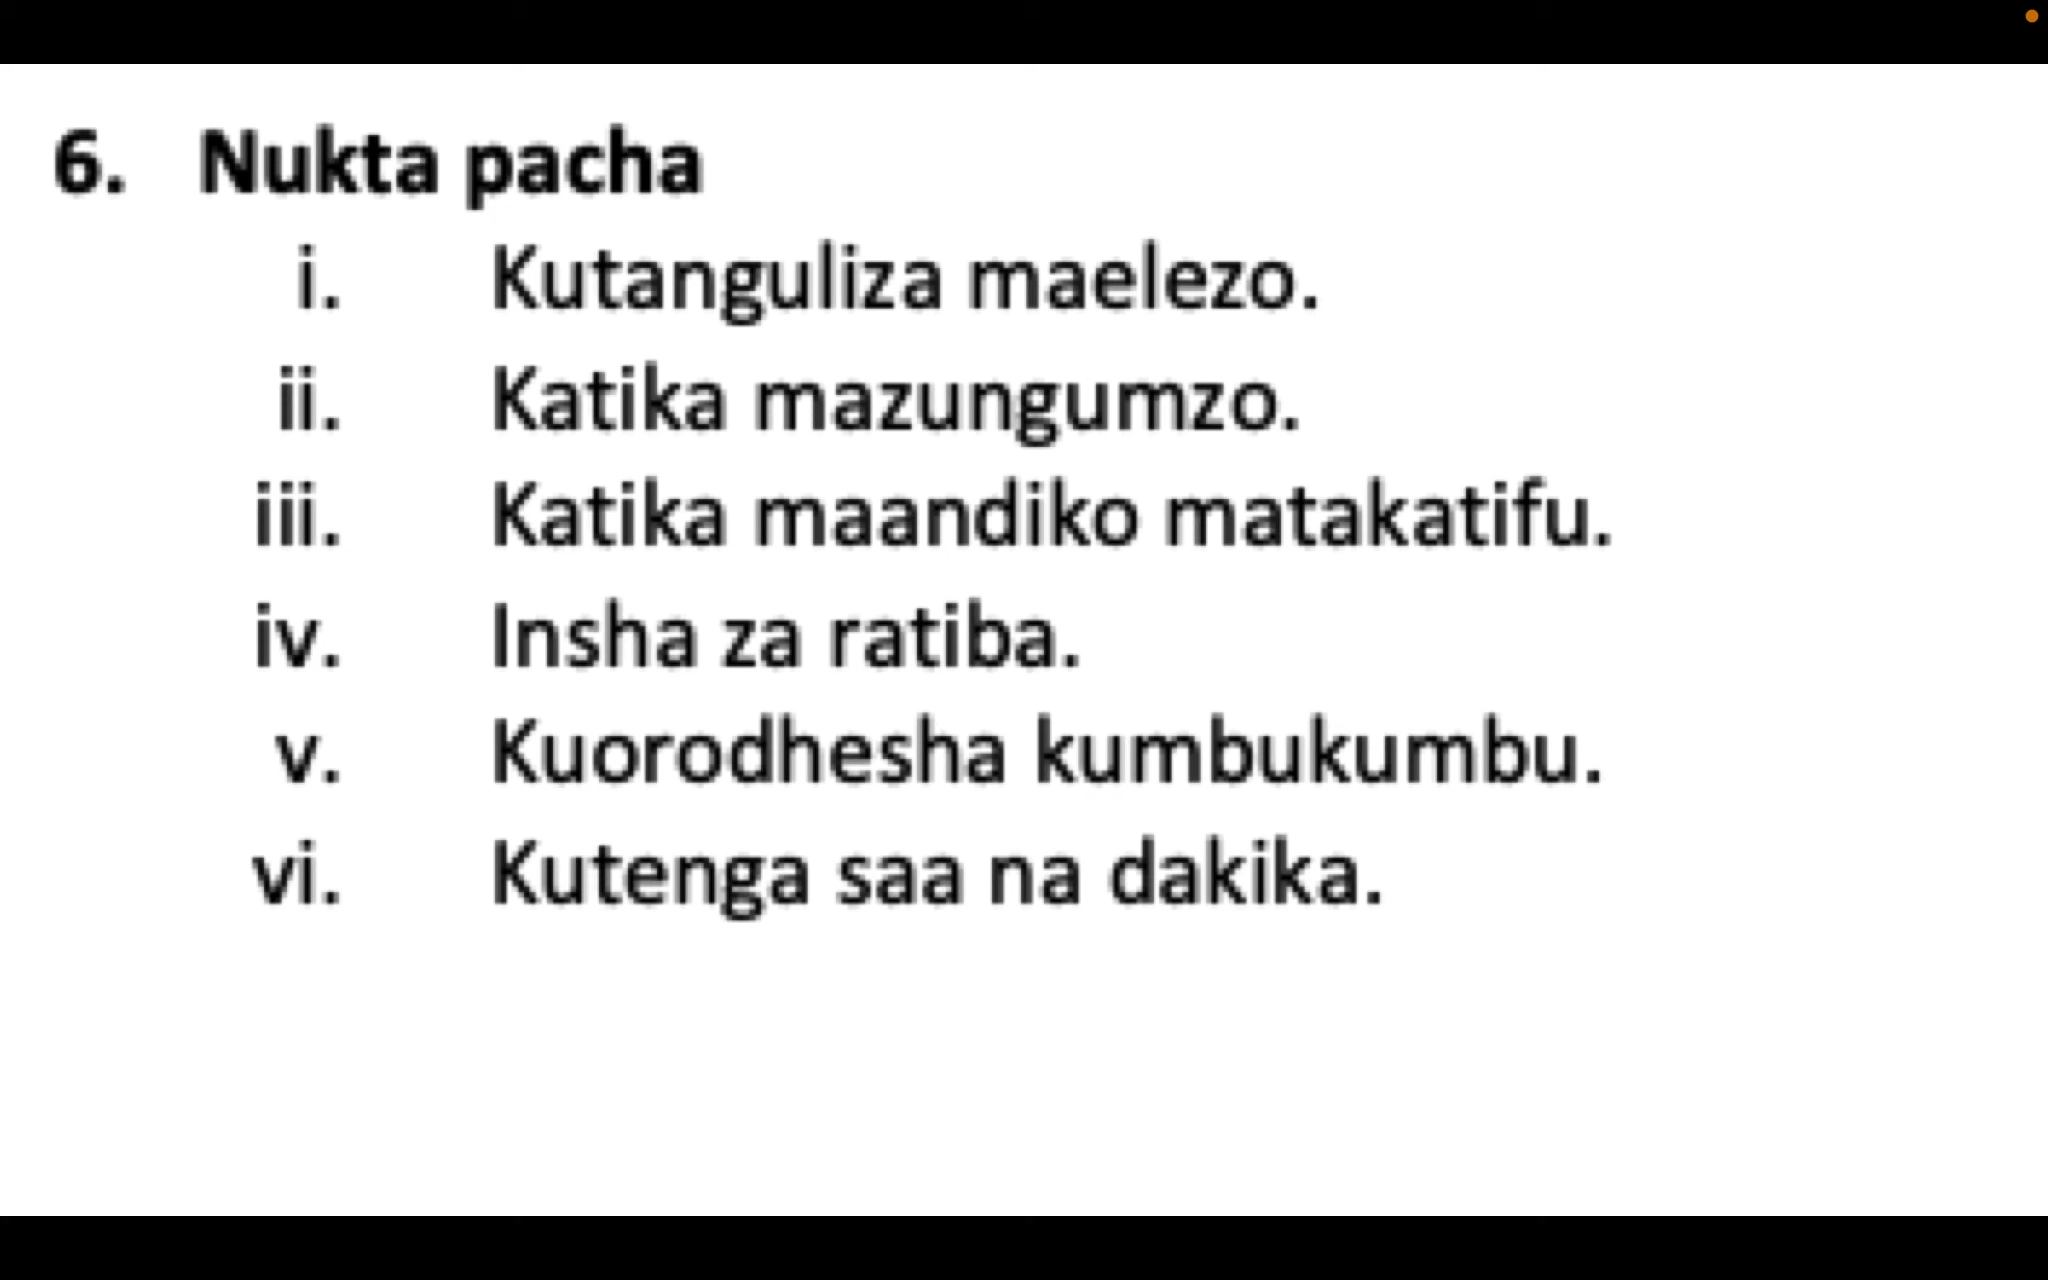 6. Nukta pacha
i. Kutanguliza maelezo.
ii. Katika mazungumzo.
iii. Katika maandiko matakatifu.
iv. Insha za ratiba.
v. Kuorodhesha kumbukumbu.
vi. Kutenga saa na dakika.